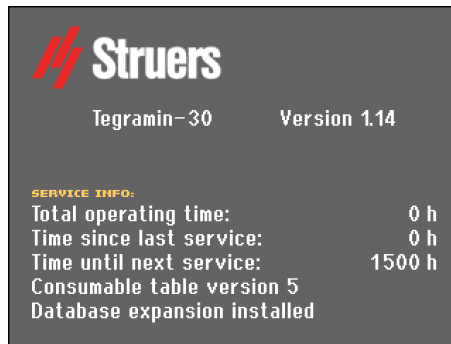 Struers
Tegramin-30 Version 1.14
SERVICE INFO:
Total operating time: 0 h
Time since last service: 0 h
Time until next service: 1500 h
Consumable table version 5
Database expansion installed